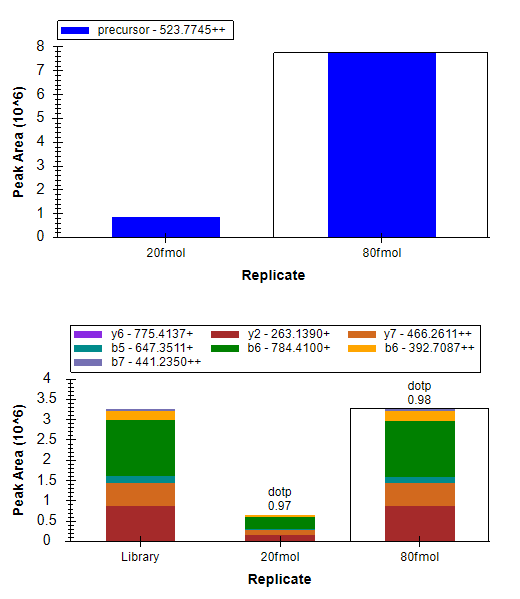 precursor - 523.7745++
8
7
6
5
4
3
2
1
0
Peak Area (10^6)
20fmol 80fmol
Replicate
y6 - 775.4137+ y2 - 263.1390+ y7 - 466.2611++
b5 - 647.3511+ b6 - 784.4100+ b6 - 392.7087++
b7 - 441.2350++
4
3.5
3
2.5
2
1.5
1
0.5
0
Peak Area (10^6)
dotp
0.97
dotp
0.98
Library 20fmol 80fmol
Replicate